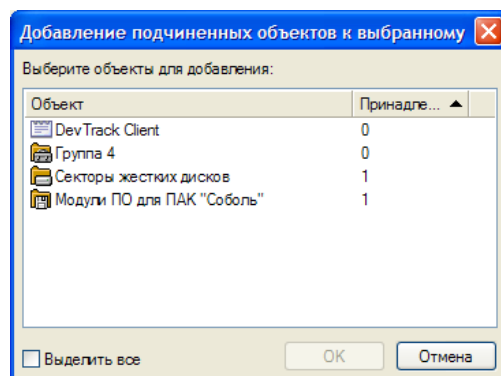 Добавление подчиненных объектов к выбранному
Выберите объекты для добавления:
Объект Принадле...
DevTrack Client 0
Группа 4 0
Секторы жестких дисков 1
Модули ПО для ПАК "Соболь" 1
Выделить все OK Отмена